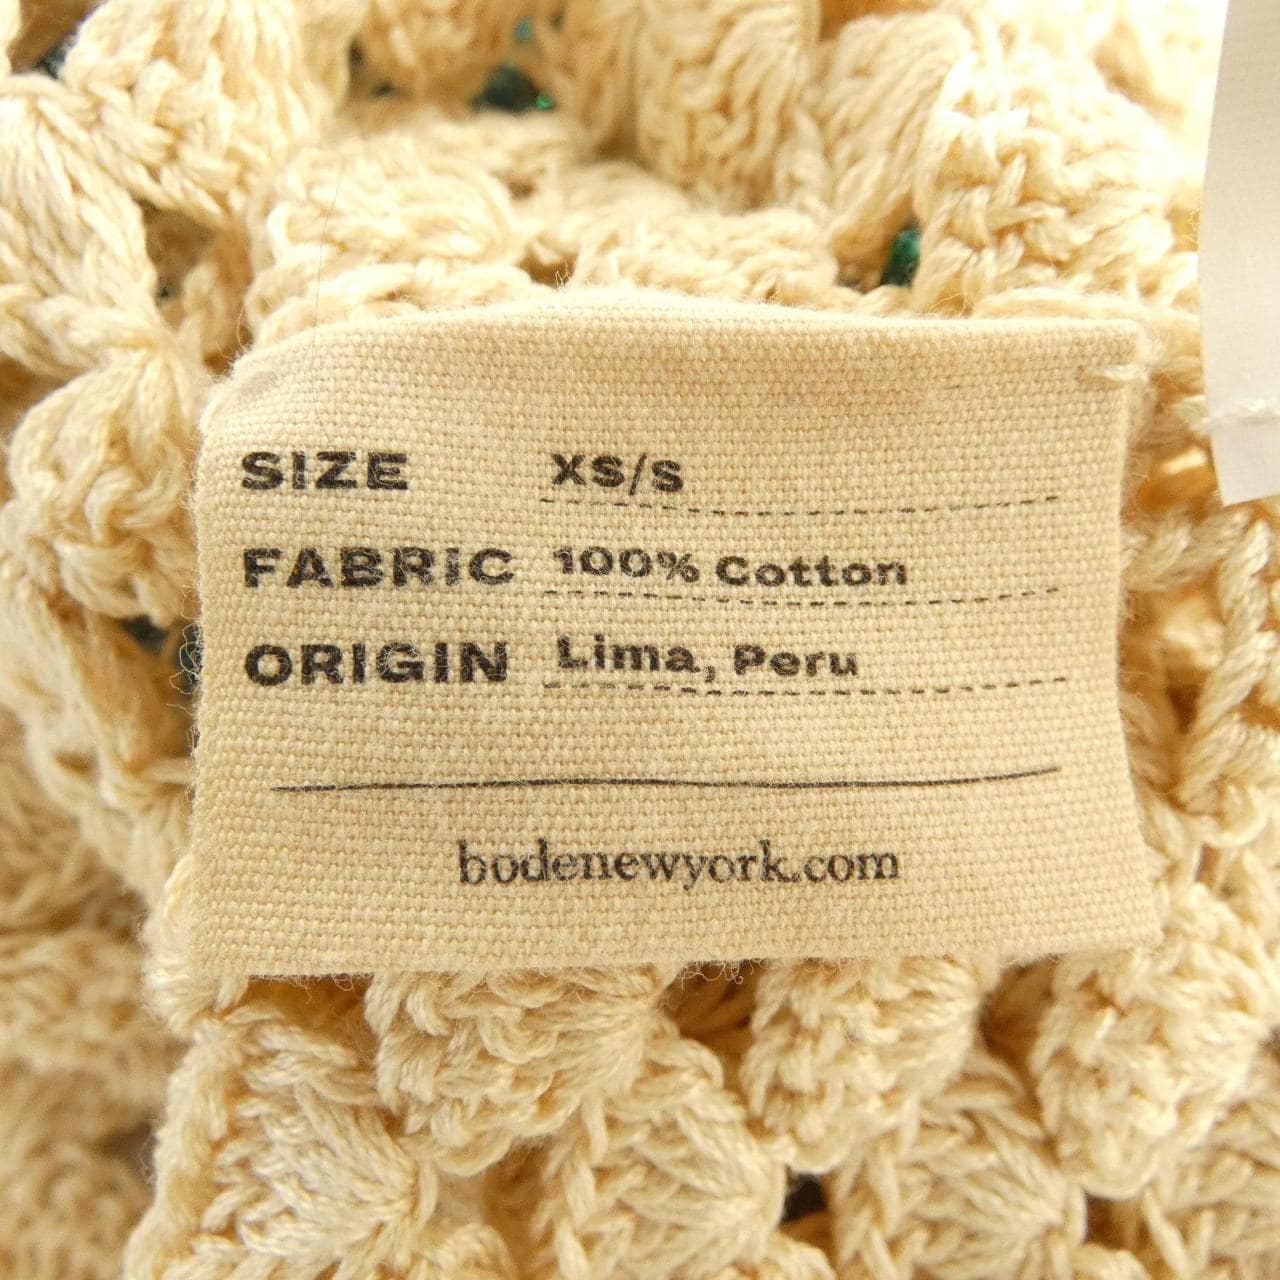 SIZE XS/S
FABRIC 100% Cotton
ORIGIN Lima, Peru
bodenewyork.com